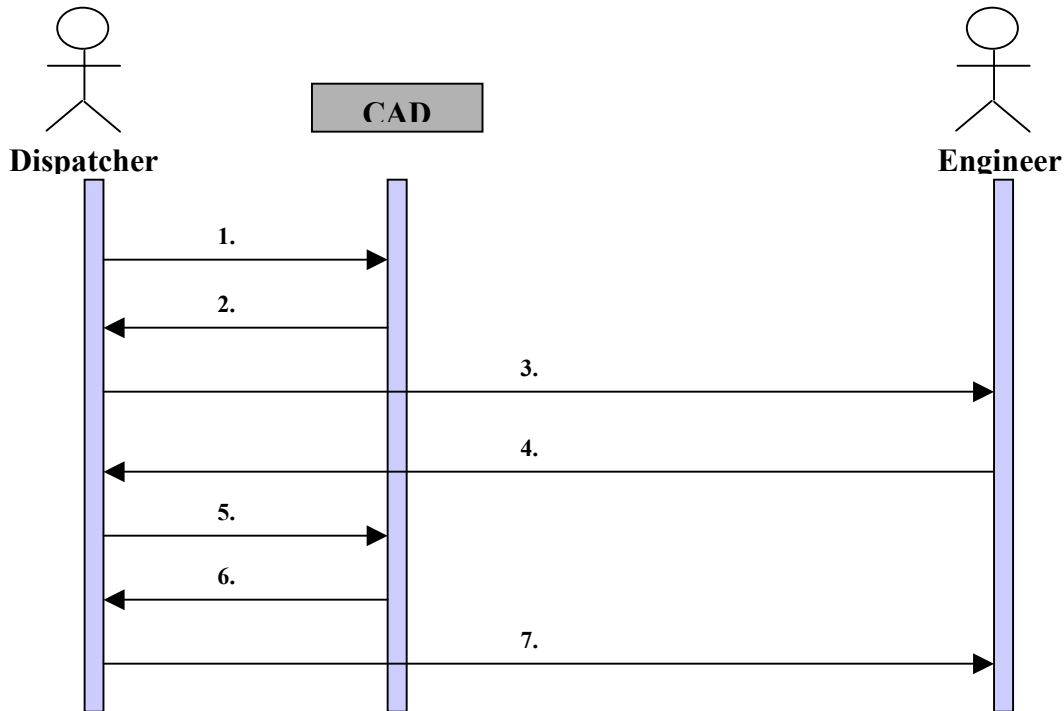 CAD
Dispatcher
Engineer
1.
2.
3.
4.
5.
6.
7.